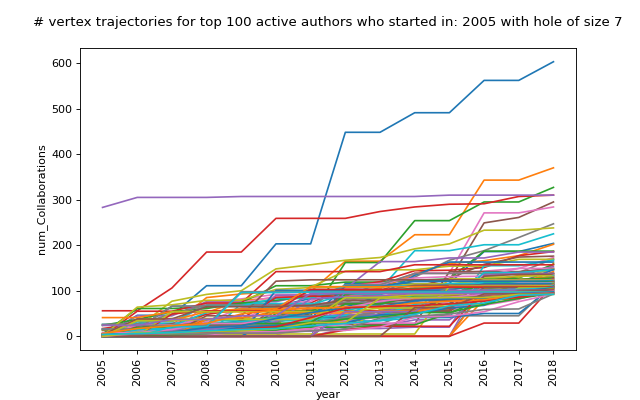 # vertex trajectories for top 100 active authors who started in: 2005 with hole of size 7
600
500
400
300
200
100
0
num_Collaborations
2005 2006 2007 2008 2009 2010 2011 2012 2013 2014 2015 2016 2017 2018
year